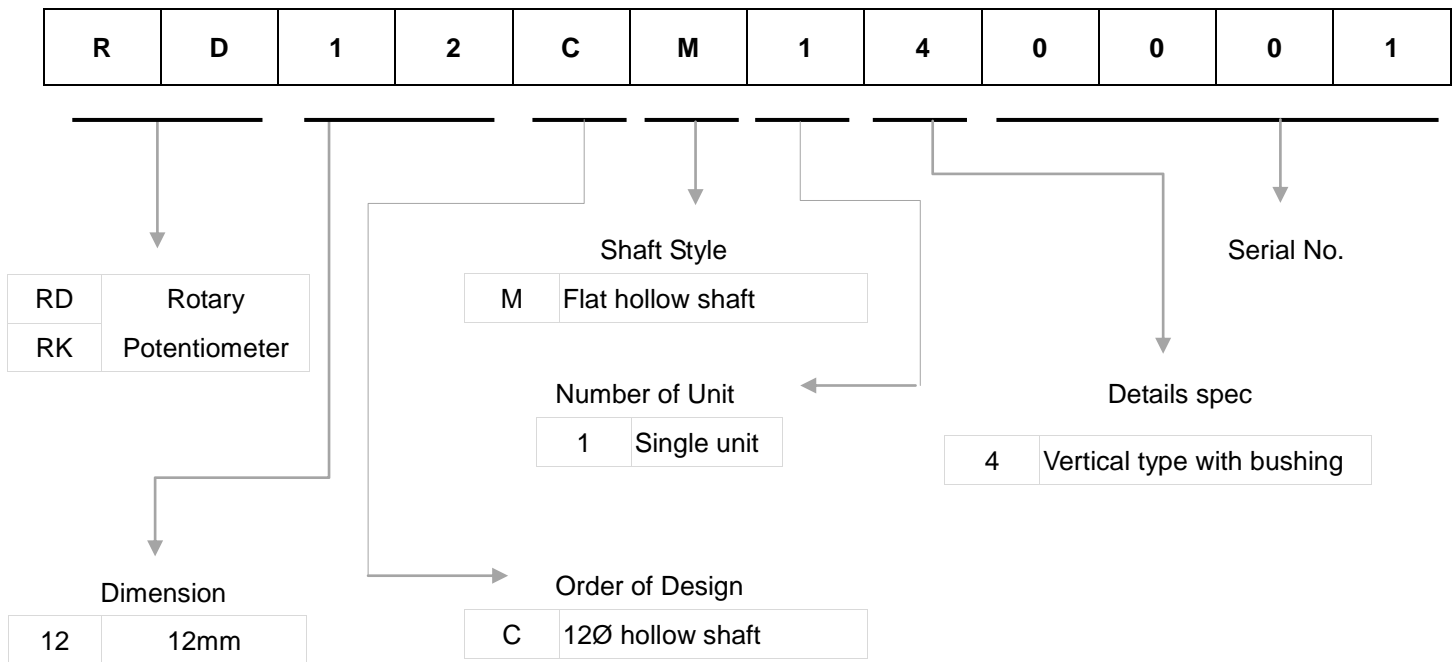 R D 1 2 C M 1 4 0 0 0 1
Shaft Style
Serial No.
RD Rotary
M Flat hollow shaft
RK Potentiometer
Number of Unit
Details spec
1 Single unit
4 Vertical type with bushing
Dimension
Order of Design
12 12mm
C 12Ø hollow shaft